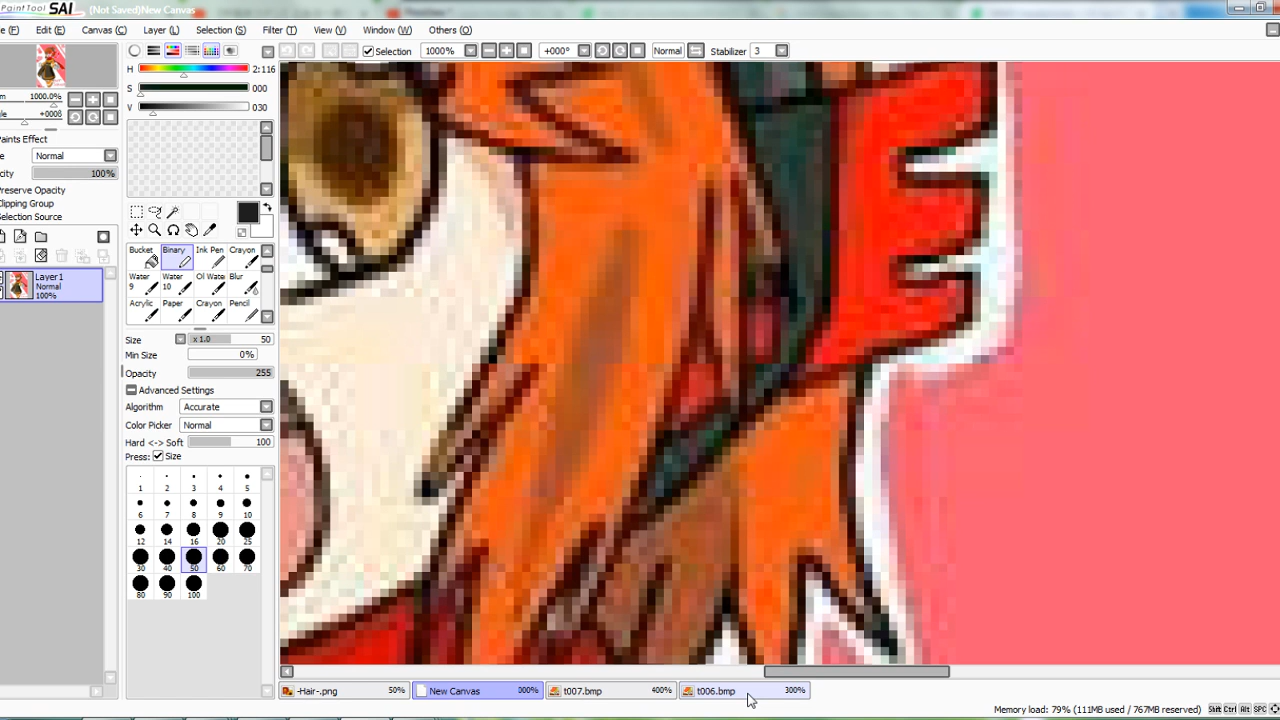 PaintTool SAI (Not Saved)New Canvas
(F) Edit (E) Canvas (C) Layer (L) Selection (S) Filter (T) View (V) Window (W) Others (O)
Selection 1000% +000° Normal Stabilizer 3
H 2:116
S 000
V 030
1000.0%
+000°
Paints Effect
Normal
100%
Preserve Opacity
Clipping Group
Selection Source
Layer1
Normal
100%
Bucket Binary Ink Pen Crayon
Water 9 Water 10 Oil Wate Blur
Acrylic Paper Crayon Pencil
Size x 1.0 50
Min Size 0%
Opacity 255
Advanced Settings
Algorithm Accurate
Color Picker Normal
Hard <-> Soft 100
Press: Size
1 2 3 4 5
6 7 8 9 10
12 14 16 20 25
30 40 50 60 70
80 90 100
-Hair-.png 50% New Canvas 000% t007.bmp 400% t006.bmp 300%
Memory load: 79% (111MB used / 767MB reserved) Shift Ctrl Alt SPC